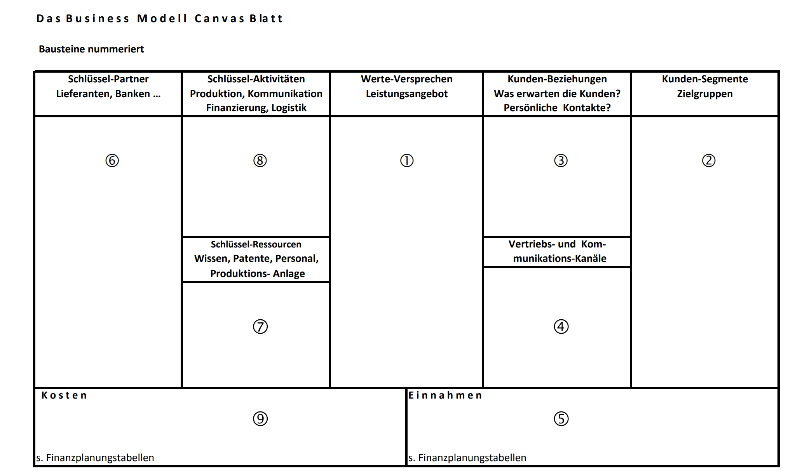 Das Business Modell Canvas Blatt
Bausteine nummeriert
Schlüssel-Partner
Lieferanten, Banken ...
Schlüssel-Aktivitäten
Produktion, Kommunikation
Finanzierung, Logistik
Werte-Versprechen
Leistungsangebot
Kunden-Beziehungen
Was erwarten die Kunden?
Persönliche Kontakte?
Kunden-Segmente
Zielgruppen
⑥
⑧
①
③
②
Schlüssel-Ressourcen
Wissen, Patente, Personal,
Produktions- Anlage
Vertriebs- und Kom-
munikations-Kanäle
⑦
④
Kosten
⑨
s. Finanzplanungstabellen
Einnahmen
⑤
s. Finanzplanungstabellen